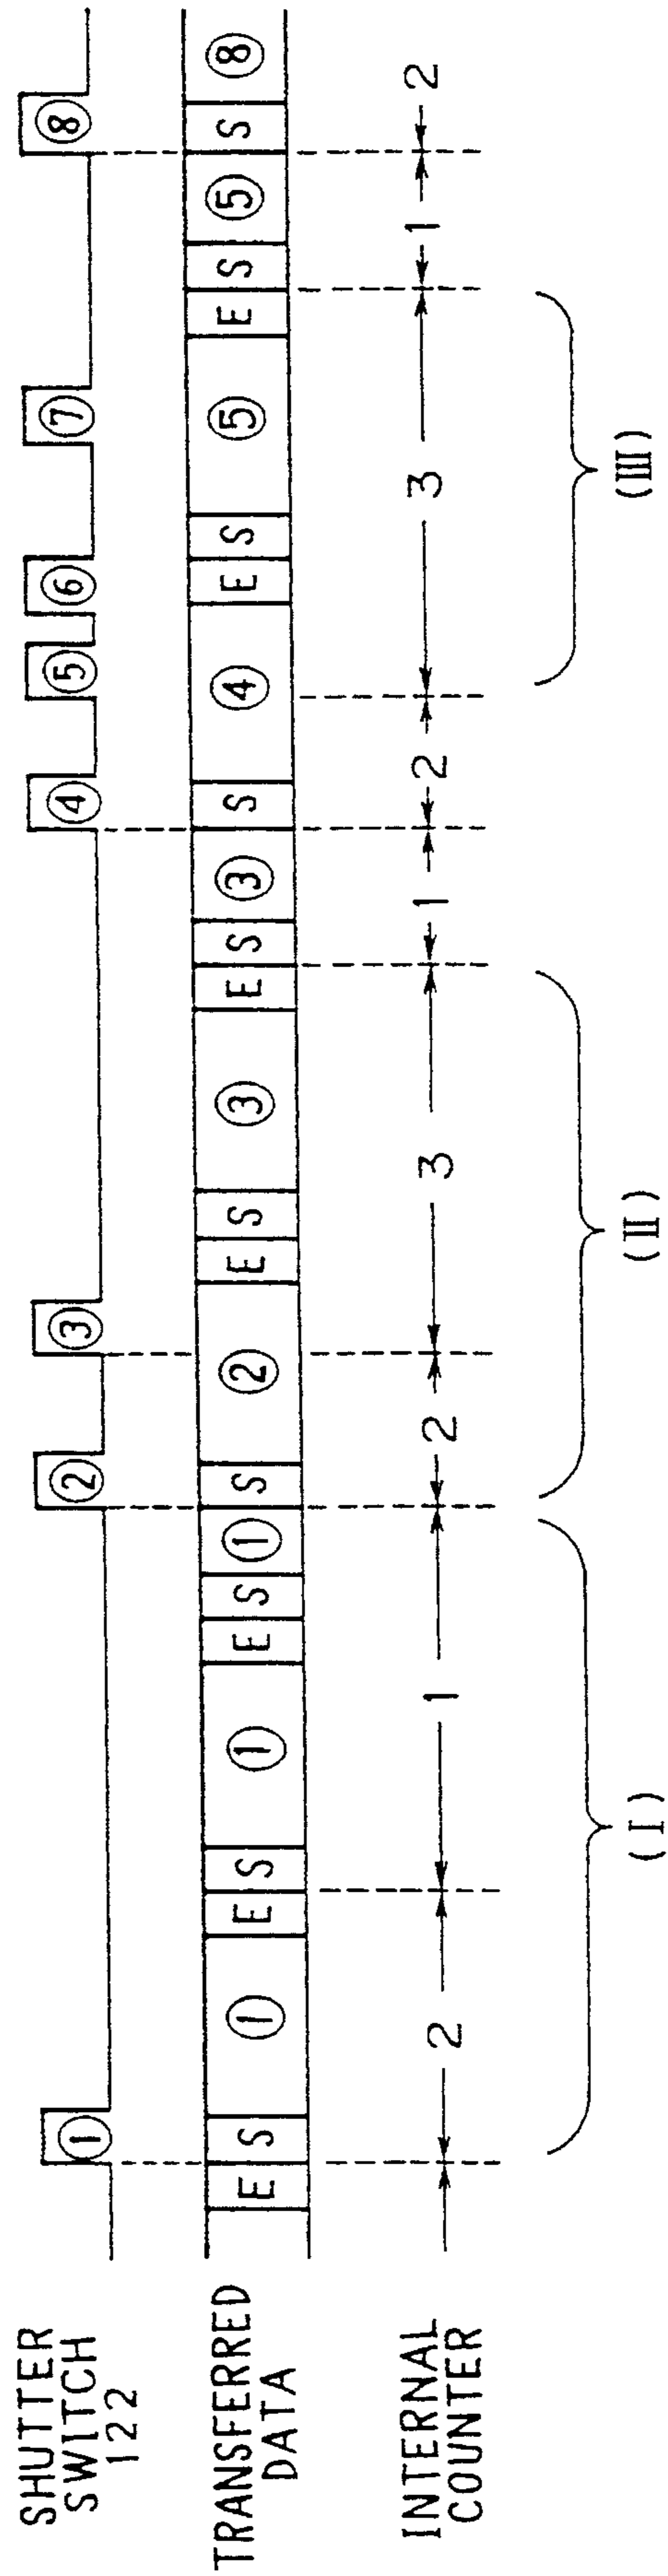 SHUTTER
SWITCH
122
① ② ③ ④ ⑤ ⑥ ⑦ ⑧
TRANSFERRED
DATA
E S ① E S ① E S ① S ② E S ③ E S ③ S ④ E S ⑤ E S ⑤ S ⑧
INTERNAL
COUNTER
2 1 2 3 1 2 3 1 2
(I) (II) (III)